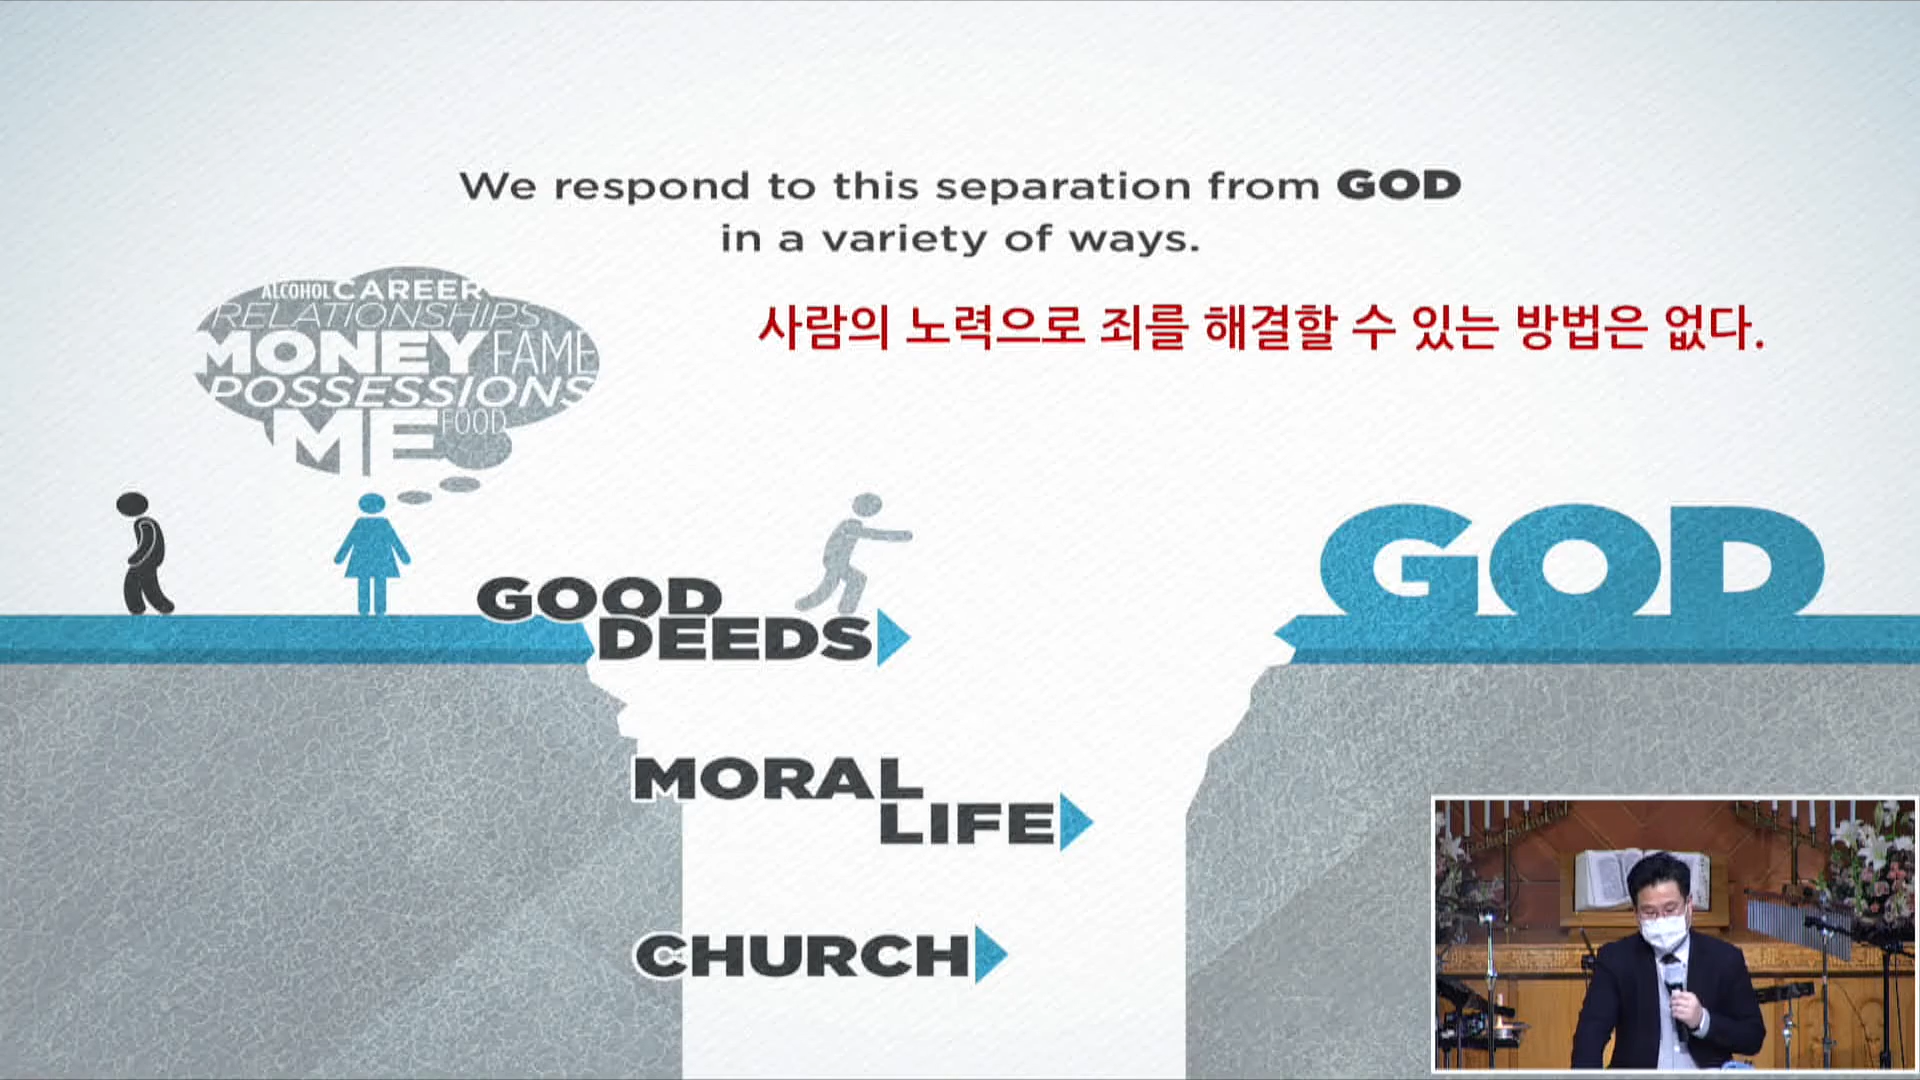 We respond to this separation from GOD
in a variety of ways.
사람의 노력으로 죄를 해결할 수 있는 방법은 없다.
ALCOHOL CAREER
RELATIONSHIPS
MONEY FAME
POSSESSIONS
ME FOOD
GOD
GOOD
DEEDS
MORAL
LIFE
CHURCH